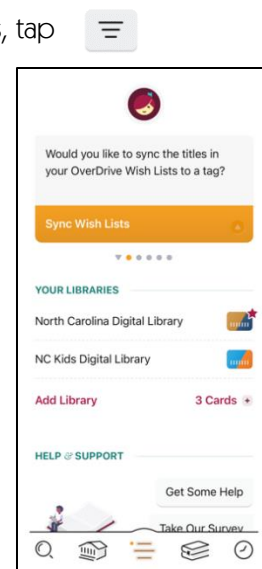 , tap
Would you like to sync the titles in
your OverDrive Wish Lists to a tag?
Sync Wish Lists
YOUR LIBRARIES
North Carolina Digital Library
NC Kids Digital Library
Add Library 3 Cards +
HELP & SUPPORT
Get Some Help
Take Our Survey